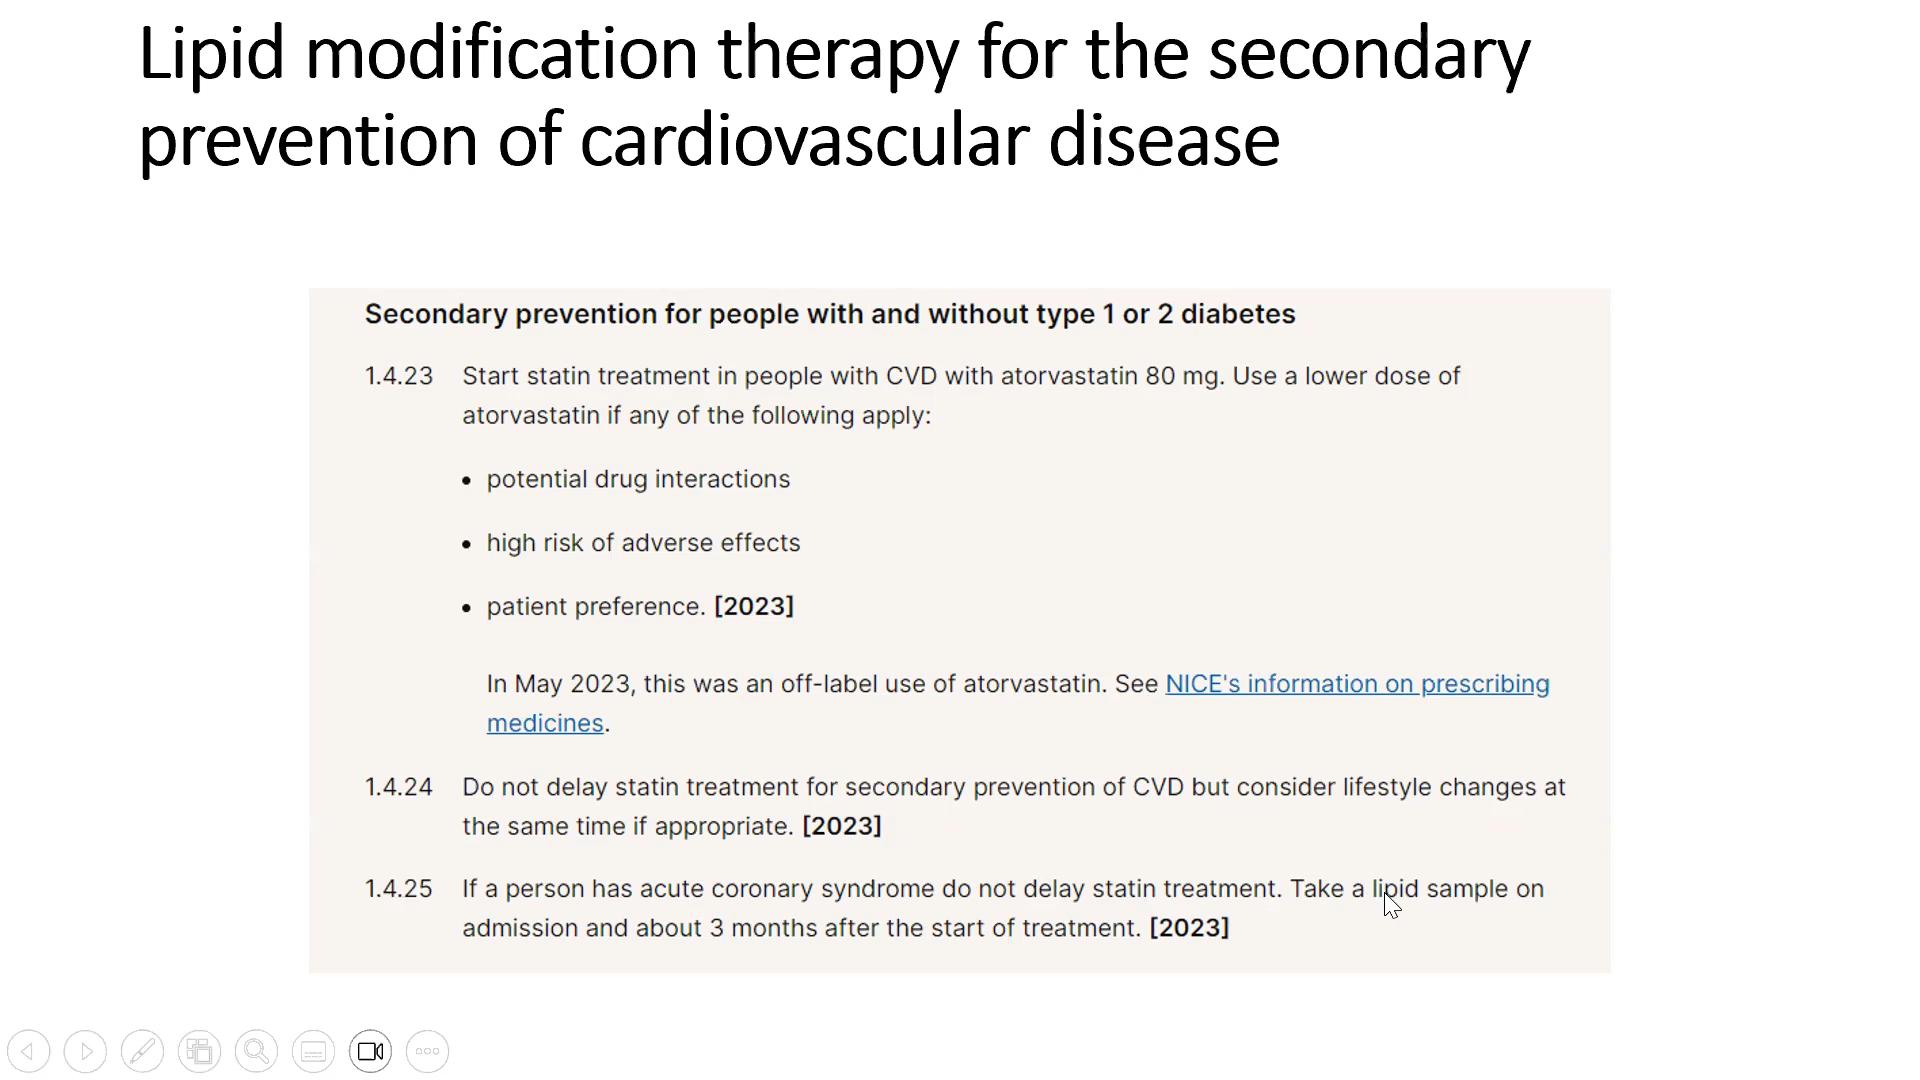 Lipid modification therapy for the secondary
prevention of cardiovascular disease
Secondary prevention for people with and without type 1 or 2 diabetes
1.4.23 Start statin treatment in people with CVD with atorvastatin 80 mg. Use a lower dose of
atorvastatin if any of the following apply:
• potential drug interactions
• high risk of adverse effects
• patient preference. [2023]
In May 2023, this was an off-label use of atorvastatin. See NICE's information on prescribing
medicines.
1.4.24 Do not delay statin treatment for secondary prevention of CVD but consider lifestyle changes at
the same time if appropriate. [2023]
1.4.25 If a person has acute coronary syndrome do not delay statin treatment. Take a lipid sample on
admission and about 3 months after the start of treatment. [2023]